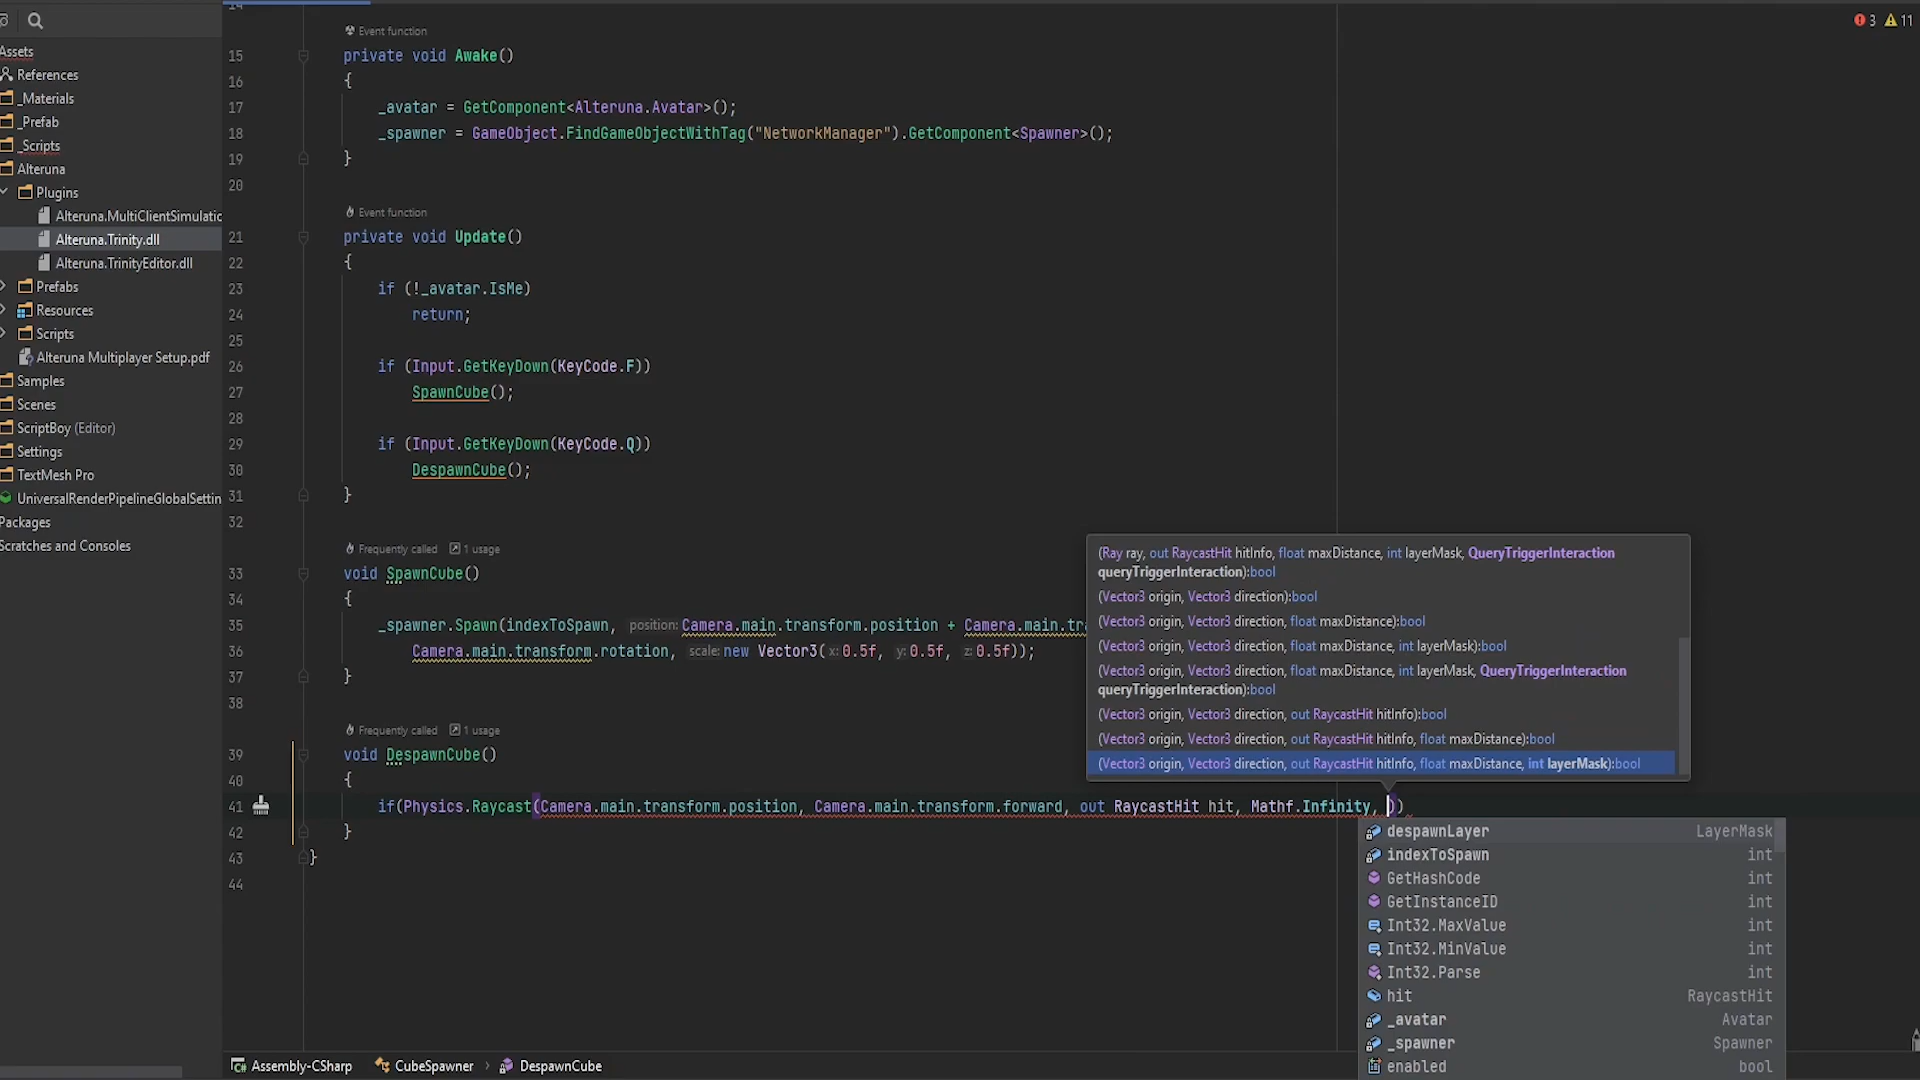 3 11
Assets
References
_Materials
_Prefab
_Scripts
Alteruna
Plugins
Alteruna.MultiClientSimulatio
Alteruna.Trinity.dll
Alteruna.TrinityEditor.dll
Prefabs
Resources
Scripts
Alteruna Multiplayer Setup.pdf
Samples
Scenes
ScriptBoy (Editor)
Settings
TextMesh Pro
UniversalRenderPipelineGlobalSettin
Packages
Scratches and Consoles
14
Event function
15 private void Awake()
16 {
17 _avatar = GetComponent<Alteruna.Avatar>();
18 _spawner = GameObject.FindGameObjectWithTag("NetworkManager").GetComponent<Spawner>();
19 }
20
Event function
21 private void Update()
22 {
23 if (!_avatar.IsMe)
24 return;
25
26 if (Input.GetKeyDown(KeyCode.F))
27 SpawnCube();
28
29 if (Input.GetKeyDown(KeyCode.Q))
30 DespawnCube();
31 }
32
Frequently called 1 usage
33 void SpawnCube()
34 {
35 _spawner.Spawn(indexToSpawn, position: Camera.main.transform.position + Camera.main.tra
36 Camera.main.transform.rotation, scale: new Vector3(x: 0.5f, y: 0.5f, z: 0.5f));
37 }
38
Frequently called 1 usage
39 void DespawnCube()
40 {
41 if(Physics.Raycast(Camera.main.transform.position, Camera.main.transform.forward, out RaycastHit hit, Mathf.Infinity, ))
42 }
43 }
44
(Ray ray, out RaycastHit hitInfo, float maxDistance, int layerMask, QueryTriggerInteraction
queryTriggerInteraction):bool
(Vector3 origin, Vector3 direction):bool
(Vector3 origin, Vector3 direction, float maxDistance):bool
(Vector3 origin, Vector3 direction, float maxDistance, int layerMask):bool
(Vector3 origin, Vector3 direction, float maxDistance, int layerMask, QueryTriggerInteraction
queryTriggerInteraction):bool
(Vector3 origin, Vector3 direction, out RaycastHit hitInfo):bool
(Vector3 origin, Vector3 direction, out RaycastHit hitInfo, float maxDistance):bool
(Vector3 origin, Vector3 direction, out RaycastHit hitInfo, float maxDistance, int layerMask):bool
despawnLayer LayerMask
indexToSpawn int
GetHashCode int
GetInstanceID int
Int32.MaxValue int
Int32.MinValue int
Int32.Parse int
hit RaycastHit
_avatar Avatar
_spawner Spawner
enabled bool
Assembly-CSharp CubeSpawner DespawnCube